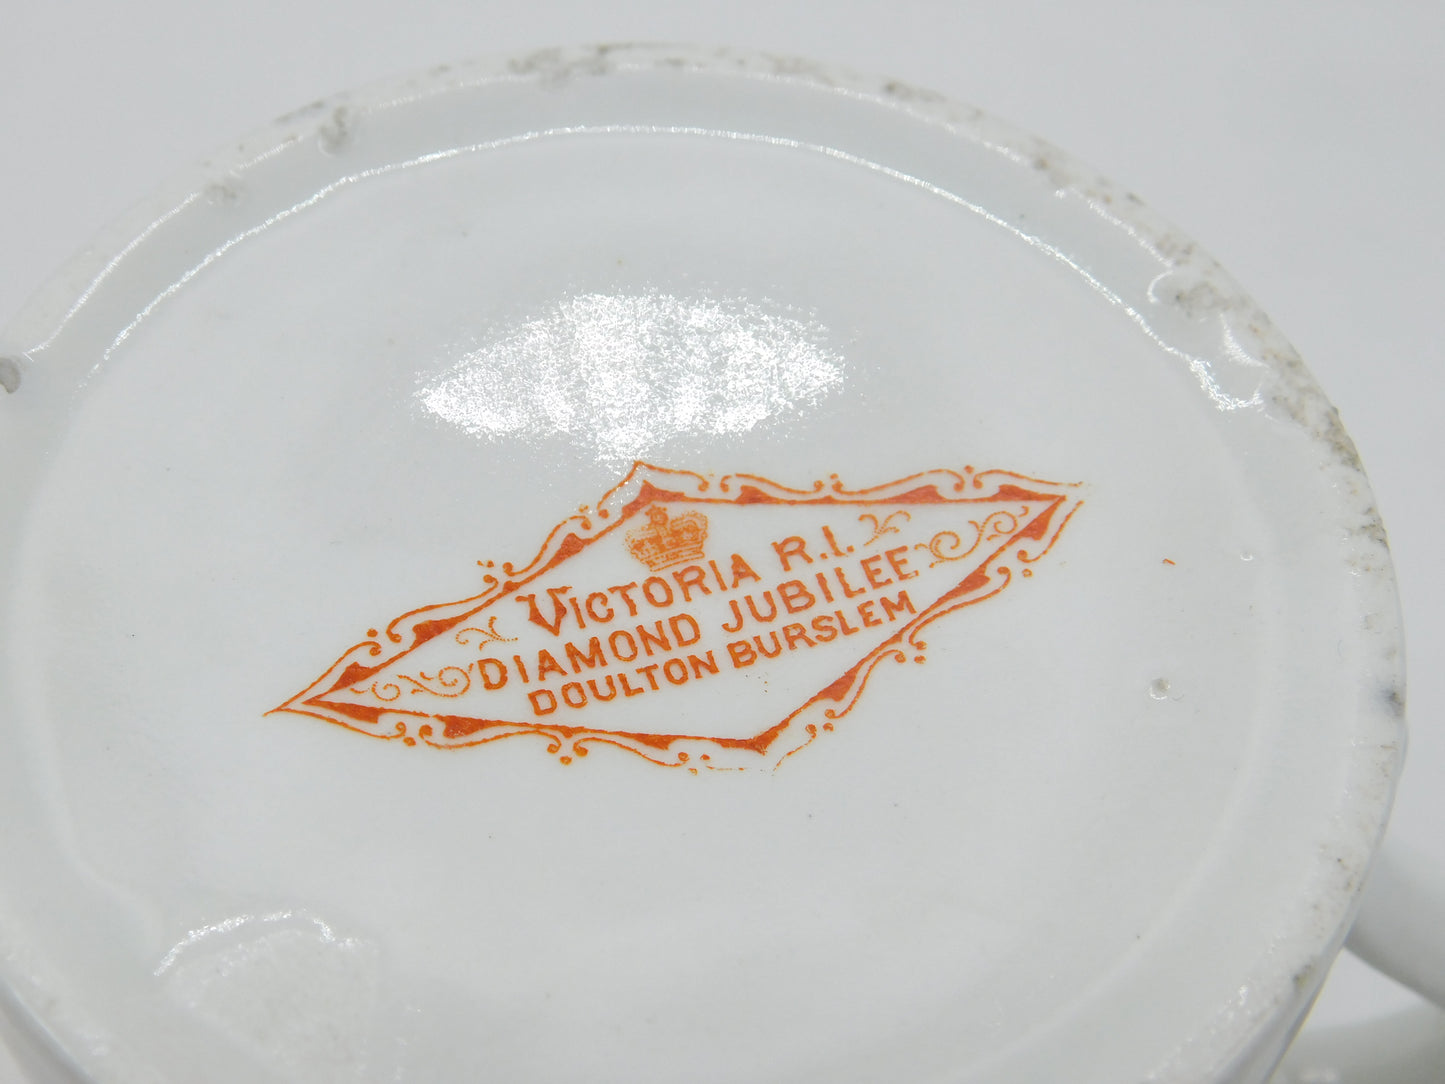 VICTORIA R.I.
DIAMOND JUBILEE
DOULTON BURSLEM